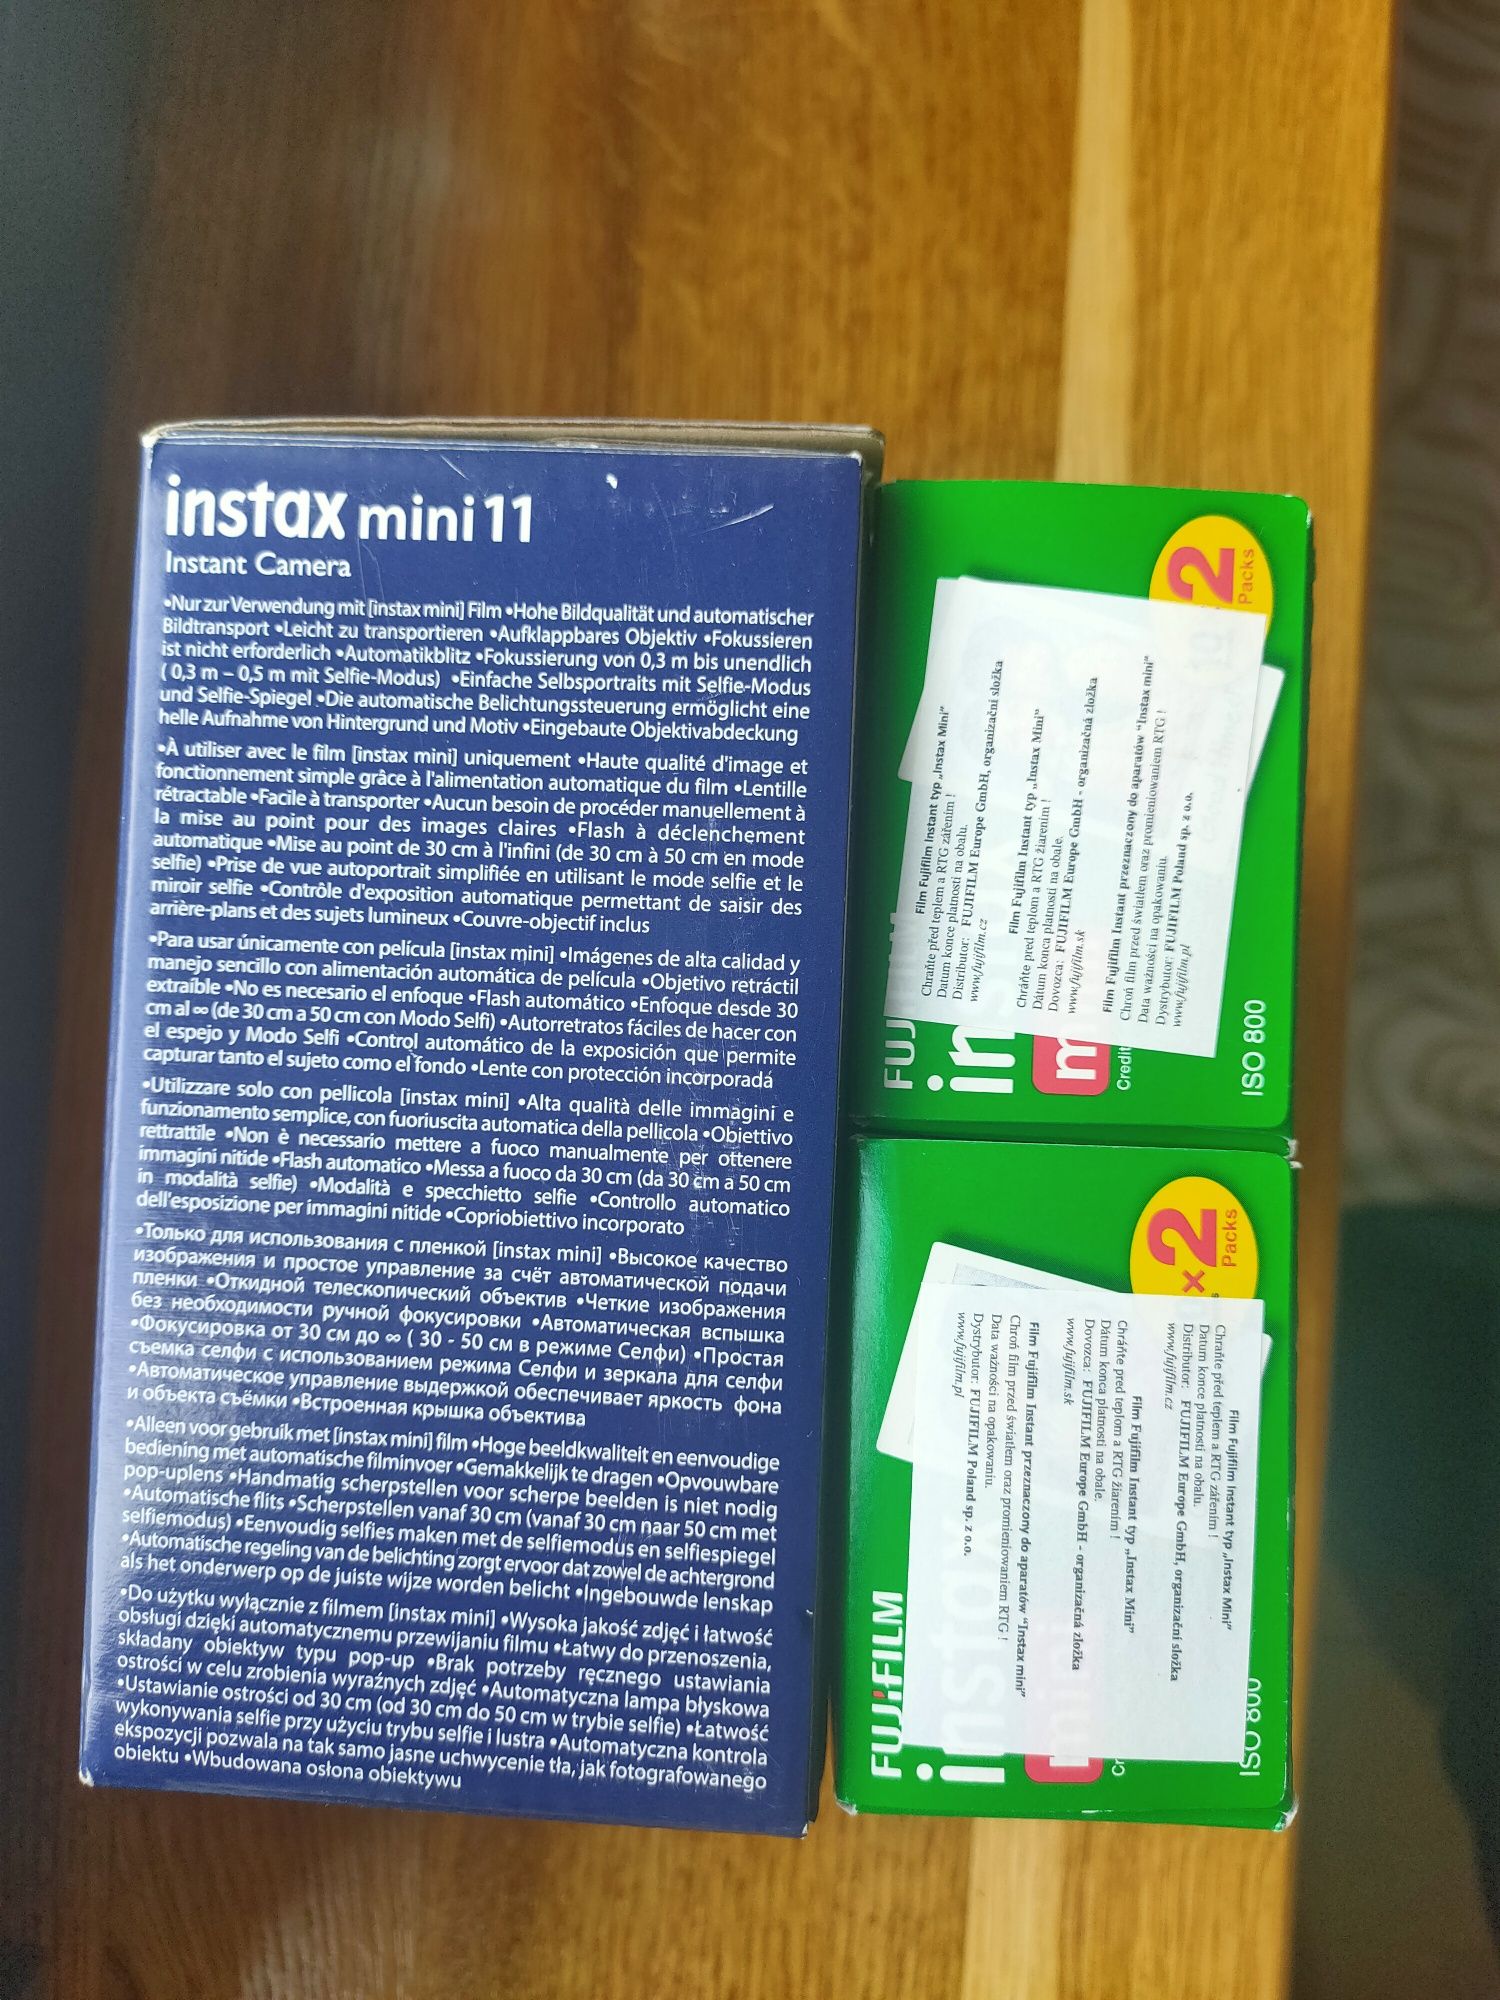 instax mini 11
Instant Camera
•Nur zur Verwendung mit [instax mini] Film •Hohe Bildqualität und automatischer
Bildtransport •Leicht zu transportieren •Aufklappbares Objektiv •Fokussieren
ist nicht erforderlich •Automatikblitz •Fokussierung von 0,3 m bis unendlich
( 0,3 m – 0,5 m mit Selfie-Modus) •Einfache Selbsportraits mit Selfie-Modus
und Selfie-Spiegel •Die automatische Belichtungssteuerung ermöglicht eine
helle Aufnahme von Hintergrund und Motiv •Eingebaute Objektivabdeckung
•À utiliser avec le film [instax mini] uniquement •Haute qualité d'image et
fonctionnement simple grâce à l'alimentation automatique du film •Lentille
rétractable •Facile à transporter •Aucun besoin de procéder manuellement à
la mise au point pour des images claires •Flash à déclenchement
automatique •Mise au point de 30 cm à l'infini (de 30 cm à 50 cm en mode
selfie) •Prise de vue autoportrait simplifiée en utilisant le mode selfie et le
miroir selfie •Contrôle d'exposition automatique permettant de saisir des
arrière-plans et des sujets lumineux •Couvre-objectif inclus
•Para usar únicamente con película [instax mini] •Imágenes de alta calidad y
manejo sencillo con alimentación automática de película •Objetivo retráctil
extraíble •No es necesario el enfoque •Flash automático •Enfoque desde 30
cm al ∞ (de 30 cm a 50 cm con Modo Selfi) •Autorretratos fáciles de hacer con
el espejo y Modo Selfi •Control automático de la exposición que permite
capturar tanto el sujeto como el fondo •Lente con protección incorporadá
•Utilizzare solo con pellicola [instax mini] •Alta qualità delle immagini e
funzionamento semplice, con fuoriuscita automatica della pellicola •Obiettivo
rettrattile •Non è necessario mettere a fuoco manualmente per ottenere
immagini nitide •Flash automatico •Messa a fuoco da 30 cm (da 30 cm a 50 cm
in modalità selfie) •Modalità e specchietto selfie •Controllo automatico
dell'esposizione per immagini nitide •Copriobiettivo incorporato
•Только для использования с пленкой [instax mini] •Высокое качество
изображения и простое управление за счёт автоматической подачи
пленки •Откидной телескопический объектив •Четкие изображения
без необходимости ручной фокусировки •Автоматическая вспышка
•Фокусировка от 30 см до ∞ ( 30 - 50 см в режиме Селфи) •Простая
съемка селфи с использованием режима Селфи и зеркала для селфи
•Автоматическое управление выдержкой обеспечивает яркость фона
и объекта съёмки •Встроенная крышка объектива
•Alleen voor gebruik met [instax mini] film •Hoge beeldkwaliteit en eenvoudige
bediening met automatische filminvoer •Gemakkelijk te dragen •Opvouwbare
pop-uplens •Handmatig scherpstellen voor scherpe beelden is niet nodig
•Automatische flits •Scherpstellen vanaf 30 cm (vanaf 30 cm naar 50 cm met
selfiemodus) •Eenvoudig selfies maken met de selfiemodus en selfiespiegel
•Automatische regeling van de belichting zorgt ervoor dat zowel de achtergrond
als het onderwerp op de juiste wijze worden belicht •Ingebouwde lenskap
•Do użytku wyłącznie z filmem [instax mini] •Wysoka jakość zdjęć i łatwość
obsługi dzięki automatycznemu przewijaniu filmu •Łatwy do przenoszenia,
składany obiektyw typu pop-up •Brak potrzeby ręcznego ustawiania
ostrości w celu zrobienia wyraźnych zdjęć •Automatyczna lampa błyskowa
•Ustawianie ostrości od 30 cm (od 30 cm do 50 cm w trybie selfie) •Łatwość
wykonywania selfie przy użyciu trybu selfie i lustra •Automatyczna kontrola
ekspozycji pozwala na tak samo jasne uchwycenie tła, jak fotografowanego
obiektu •Wbudowana osłona obiektywu
2
Packs
Film Fujifilm Instant typ „Instax Mini"
Chraňte před teplem a RTG zářením !
Datum konce platnosti na obalu.
Distributor: FUJIFILM Europe GmbH, organizační složka
www.fujifilm.cz
Film Fujifilm Instant typ „Instax Mini"
Chráňte pred teplom a RTG žiarením !
Dátum konca platnosti na obale.
Dovozca: FUJIFILM Europe GmbH - organizačná zložka
www.fujifilm.sk
Film Fujifilm Instant przeznaczony do aparatów "Instax mini"
Chroń film przed światłem oraz promieniowaniem RTG !
Data ważności na opakowaniu.
Dystrybutor: FUJIFILM Poland sp. z o.o.
www.fujifilm.pl
ISO 800
×2
Packs
FUJIFILM
instax
Film Fujifilm Instant typ „Instax Mini"
Chraňte před teplem a RTG zářením !
Datum konce platnosti na obalu.
Distributor: FUJIFILM Europe GmbH, organizační složka
www.fujifilm.cz
Film Fujifilm Instant typ „Instax Mini"
Chráňte pred teplom a RTG žiarením !
Dátum konca platnosti na obale.
Dovozca: FUJIFILM Europe GmbH - organizačná zložka
www.fujifilm.sk
Film Fujifilm Instant przeznaczony do aparatów "Instax mini"
Chroń film przed światłem oraz promieniowaniem RTG !
Data ważności na opakowaniu.
Dystrybutor: FUJIFILM Poland sp. z o.o.
www.fujifilm.pl
ISO 800